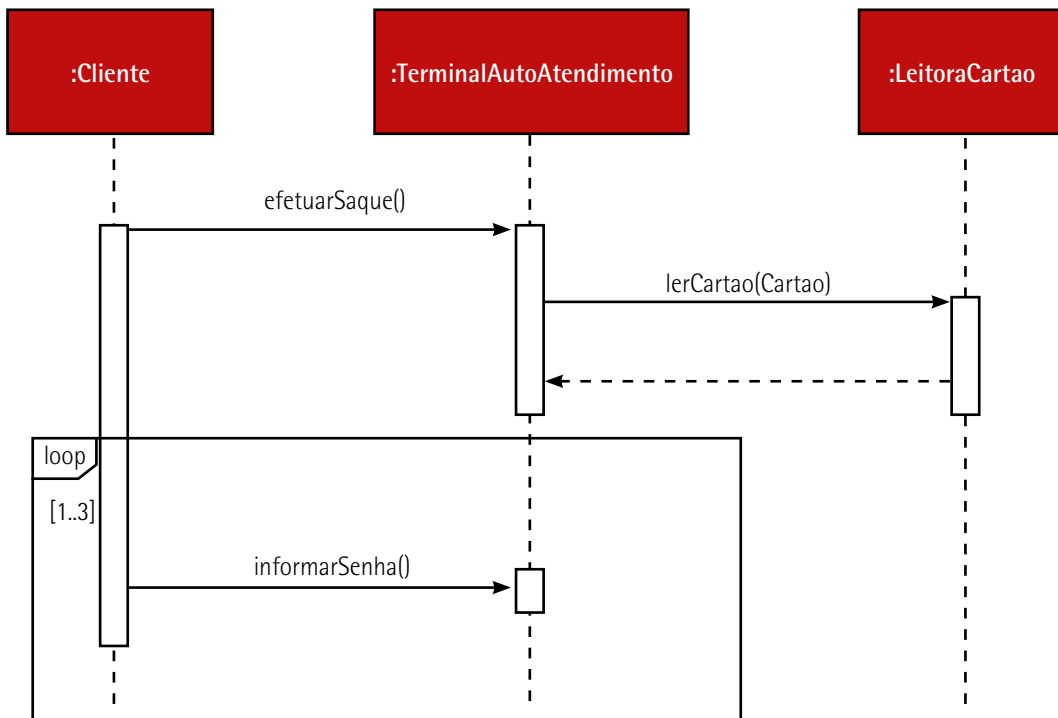 :Cliente
:TerminalAutoAtendimento
:LeitoraCartao
efetuarSaque()
lerCartao(Cartao)
loop
[1..3]
informarSenha()